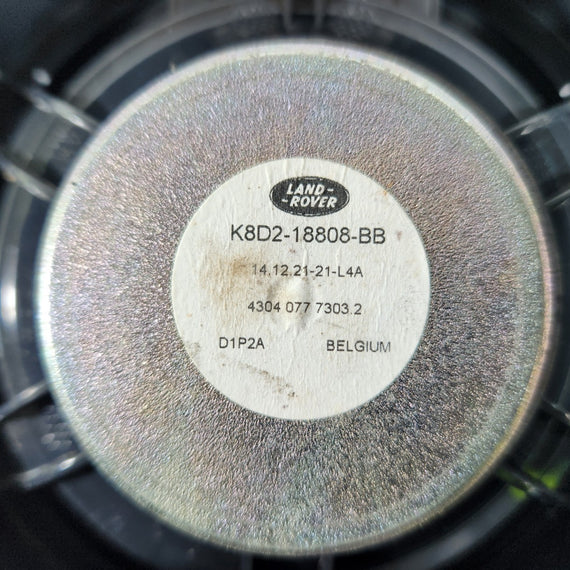 LAND-
-ROVER
K8D2-18808-BB
14.12.21-21-L4A
4304 077 7303.2
D1P2A BELGIUM